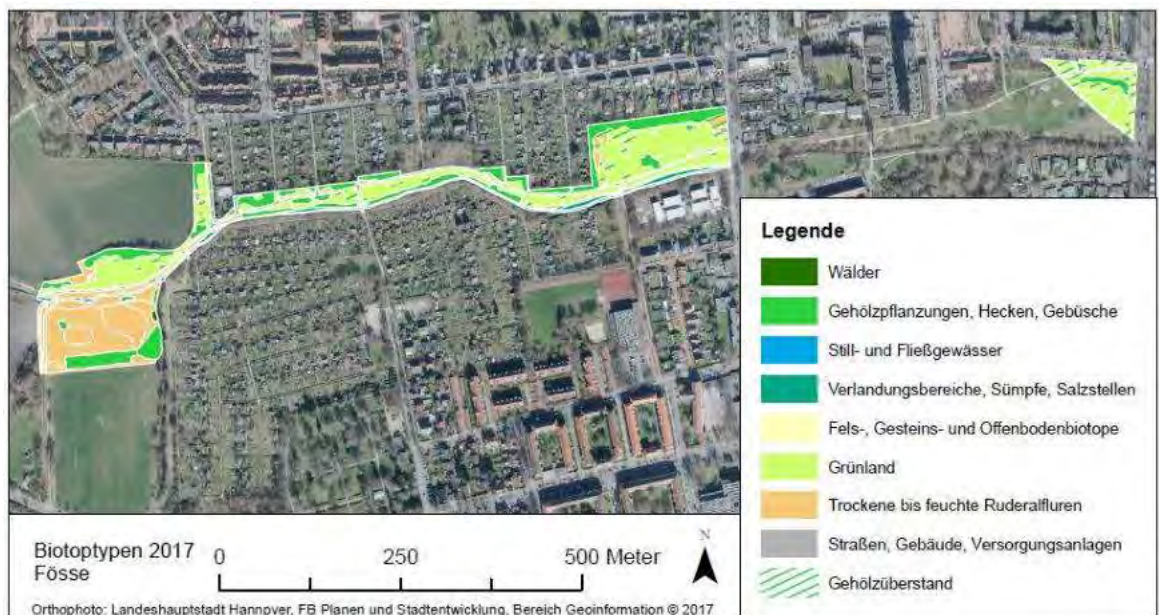 Legende
Wälder
Gehölzpflanzungen, Hecken, Gebüsche
Still- und Fließgewässer
Verlandungsbereiche, Sümpfe, Salzstellen
Fels-, Gesteins- und Offenbodenbiotope
Grünland
Trockene bis feuchte Ruderalfluren
Straßen, Gebäude, Versorgungsanlagen
Gehölzüberstand
Biotoptypen 2017
Fösse
0 250 500 Meter
N
Orthophoto: Landeshauptstadt Hannover, FB Planen und Stadtentwicklung, Bereich Geoinformation © 2017